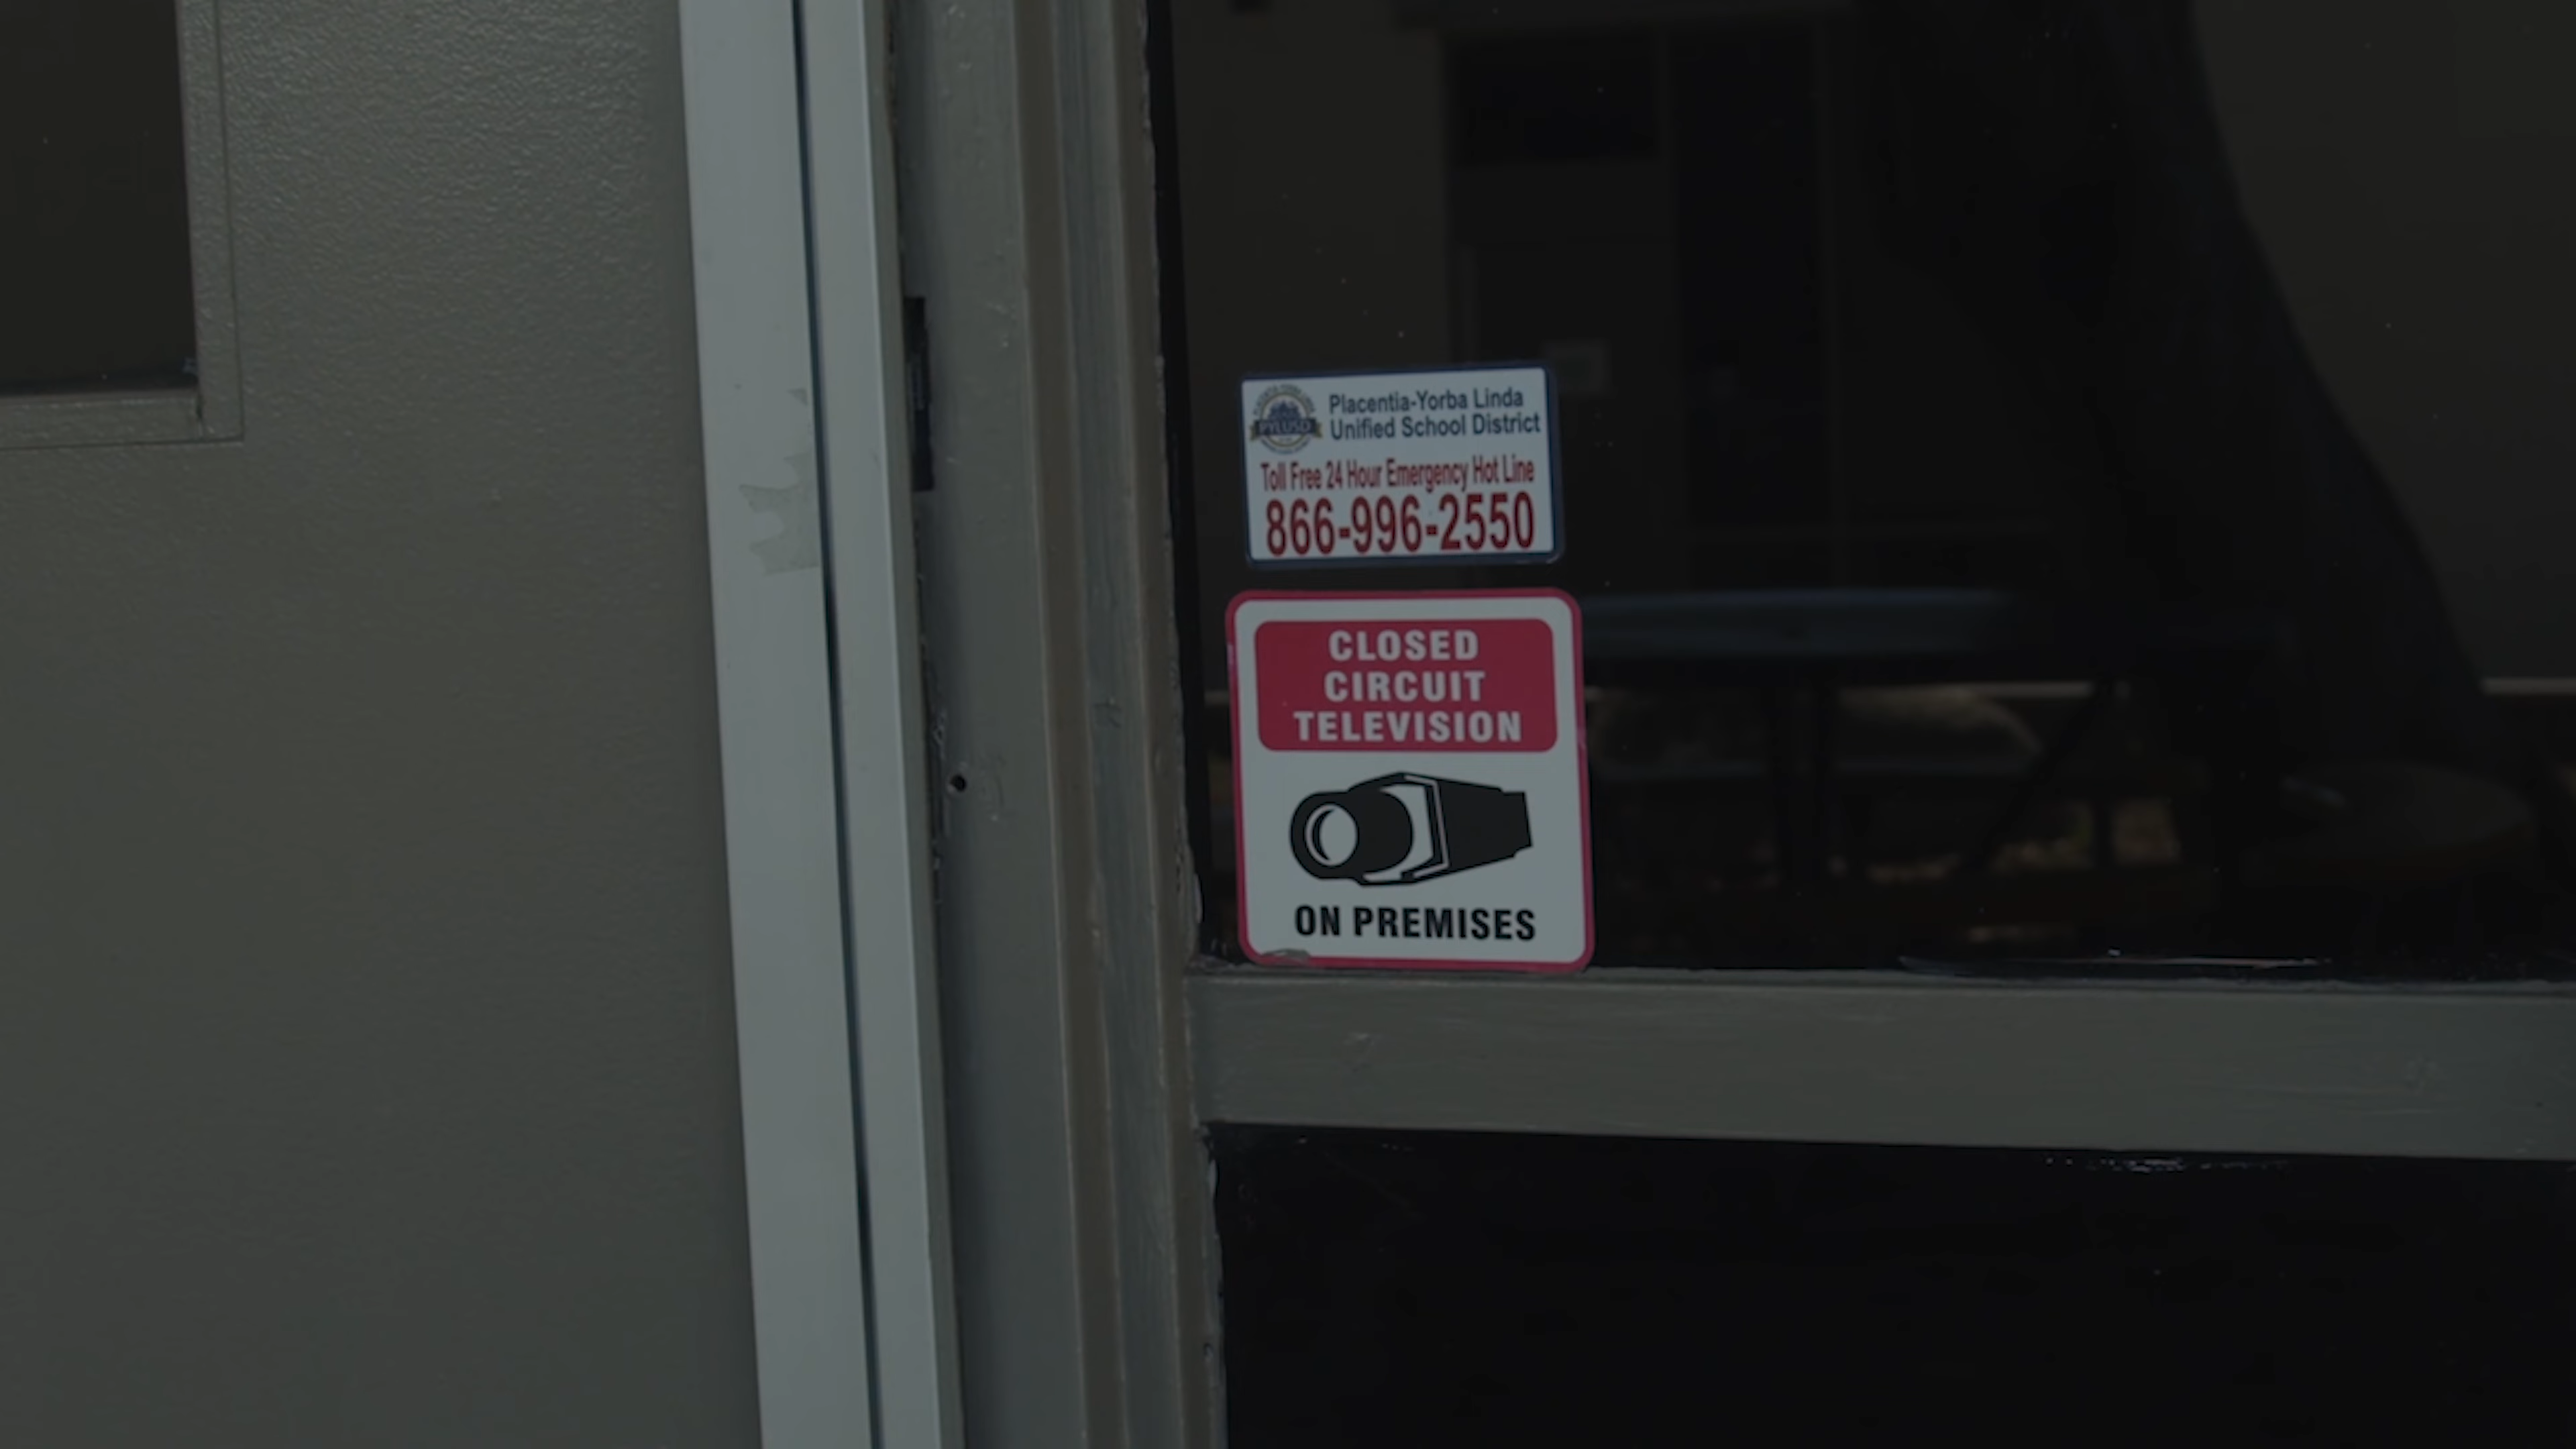 Placentia-Yorba Linda
Unified School District
PYLUSD
Toll Free 24 Hour Emergency Hot Line
866-996-2550
CLOSED
CIRCUIT
TELEVISION
ON PREMISES